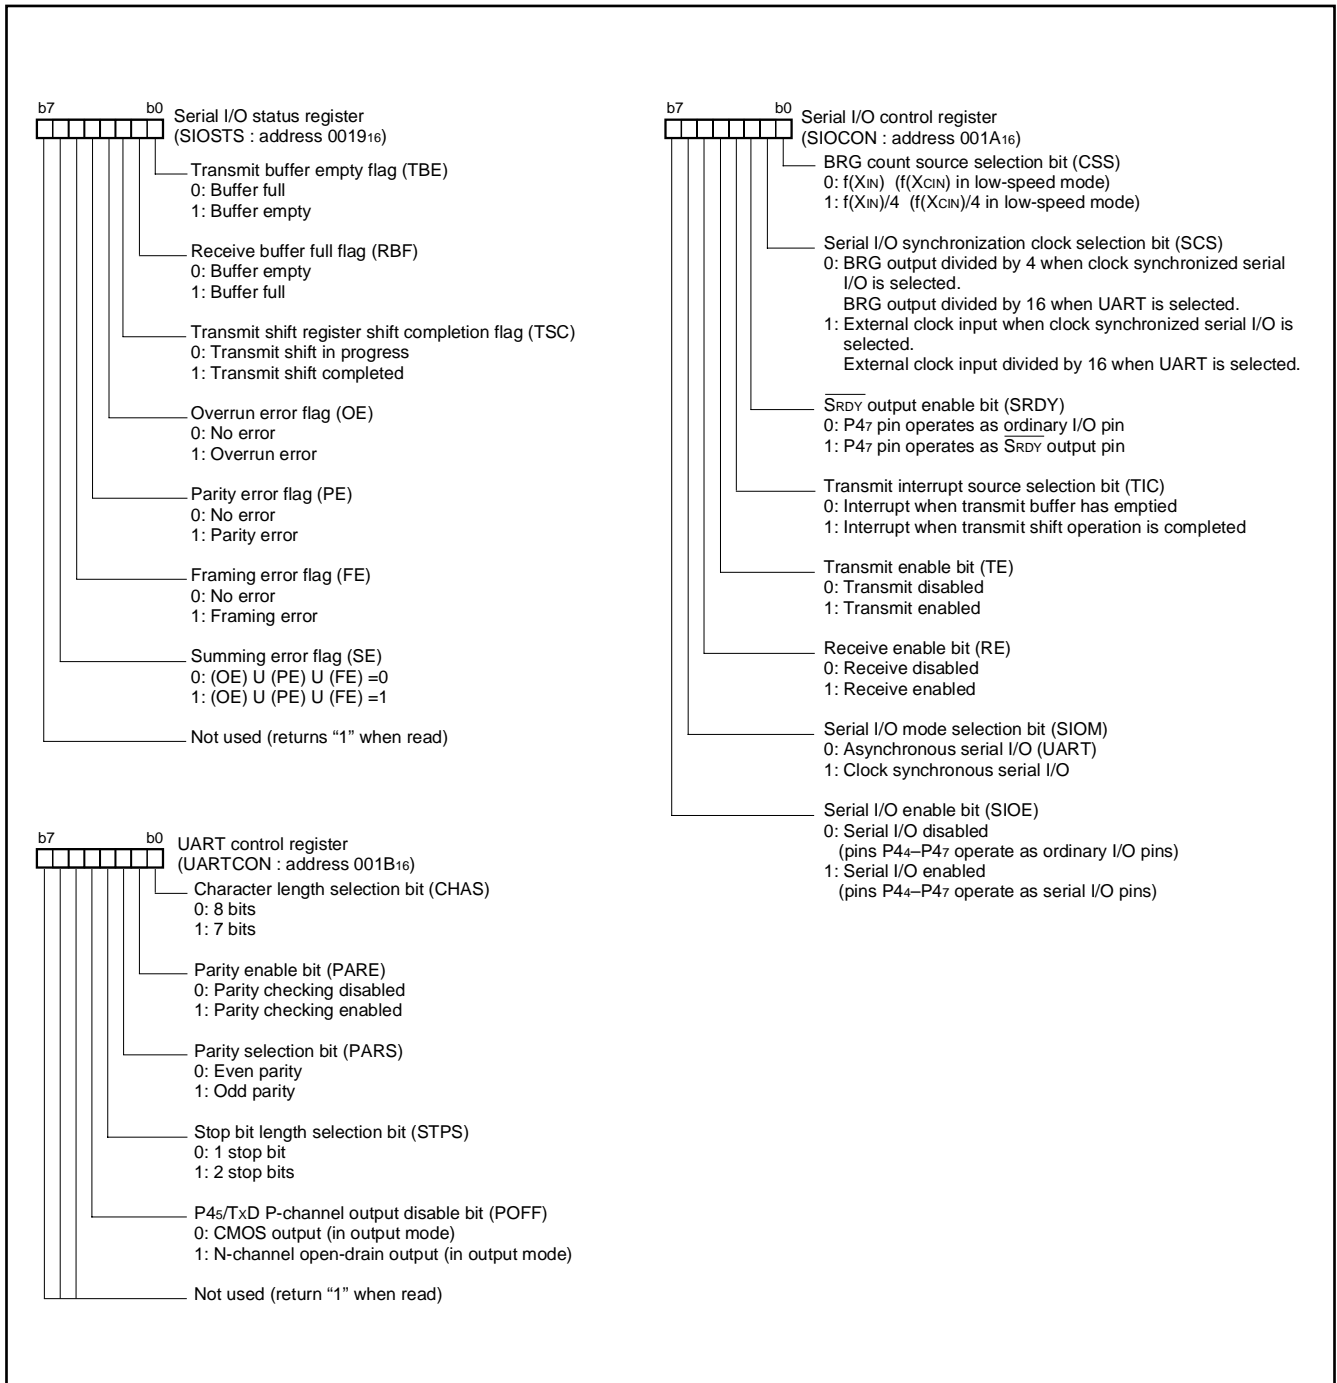 b7 b0 Serial I/O status register
(SIOSTS : address 0019₁₆)
Transmit buffer empty flag (TBE)
0: Buffer full
1: Buffer empty
Receive buffer full flag (RBF)
0: Buffer empty
1: Buffer full
Transmit shift register shift completion flag (TSC)
0: Transmit shift in progress
1: Transmit shift completed
Overrun error flag (OE)
0: No error
1: Overrun error
Parity error flag (PE)
0: No error
1: Parity error
Framing error flag (FE)
0: No error
1: Framing error
Summing error flag (SE)
0: (OE) U (PE) U (FE) =0
1: (OE) U (PE) U (FE) =1
Not used (returns “1” when read)
b7 b0 UART control register
(UARTCON : address 001B₁₆)
Character length selection bit (CHAS)
0: 8 bits
1: 7 bits
Parity enable bit (PARE)
0: Parity checking disabled
1: Parity checking enabled
Parity selection bit (PARS)
0: Even parity
1: Odd parity
Stop bit length selection bit (STPS)
0: 1 stop bit
1: 2 stop bits
P4₅/TxD P-channel output disable bit (POFF)
0: CMOS output (in output mode)
1: N-channel open-drain output (in output mode)
Not used (return “1” when read)
b7 b0 Serial I/O control register
(SIOCON : address 001A₁₆)
BRG count source selection bit (CSS)
0: f(XIN) (f(XCIN) in low-speed mode)
1: f(XIN)/4 (f(XCIN)/4 in low-speed mode)
Serial I/O synchronization clock selection bit (SCS)
0: BRG output divided by 4 when clock synchronized serial
I/O is selected.
BRG output divided by 16 when UART is selected.
1: External clock input when clock synchronized serial I/O is
selected.
External clock input divided by 16 when UART is selected.
S̅R̅D̅Y̅ output enable bit (SRDY)
0: P4₇ pin operates as ordinary I/O pin
1: P4₇ pin operates as S̅R̅D̅Y̅ output pin
Transmit interrupt source selection bit (TIC)
0: Interrupt when transmit buffer has emptied
1: Interrupt when transmit shift operation is completed
Transmit enable bit (TE)
0: Transmit disabled
1: Transmit enabled
Receive enable bit (RE)
0: Receive disabled
1: Receive enabled
Serial I/O mode selection bit (SIOM)
0: Asynchronous serial I/O (UART)
1: Clock synchronous serial I/O
Serial I/O enable bit (SIOE)
0: Serial I/O disabled
(pins P4₄–P4₇ operate as ordinary I/O pins)
1: Serial I/O enabled
(pins P4₄–P4₇ operate as serial I/O pins)